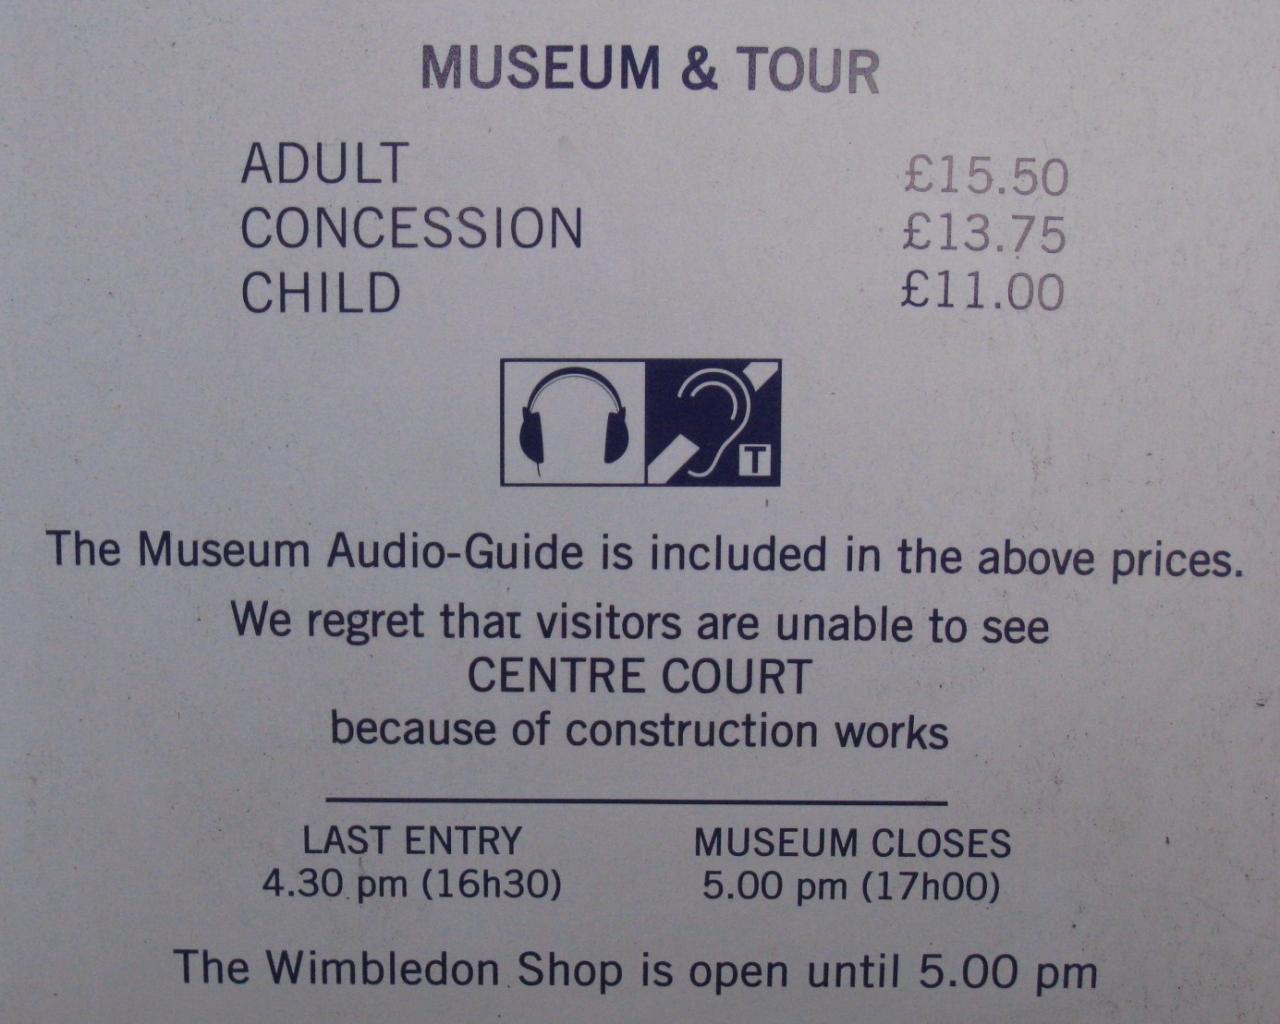 MUSEUM & TOUR
ADULT £15.50
CONCESSION £13.75
CHILD £11.00
T
The Museum Audio-Guide is included in the above prices.
We regret that visitors are unable to see
CENTRE COURT
because of construction works
LAST ENTRY MUSEUM CLOSES
4.30 pm (16h30) 5.00 pm (17h00)
The Wimbledon Shop is open until 5.00 pm